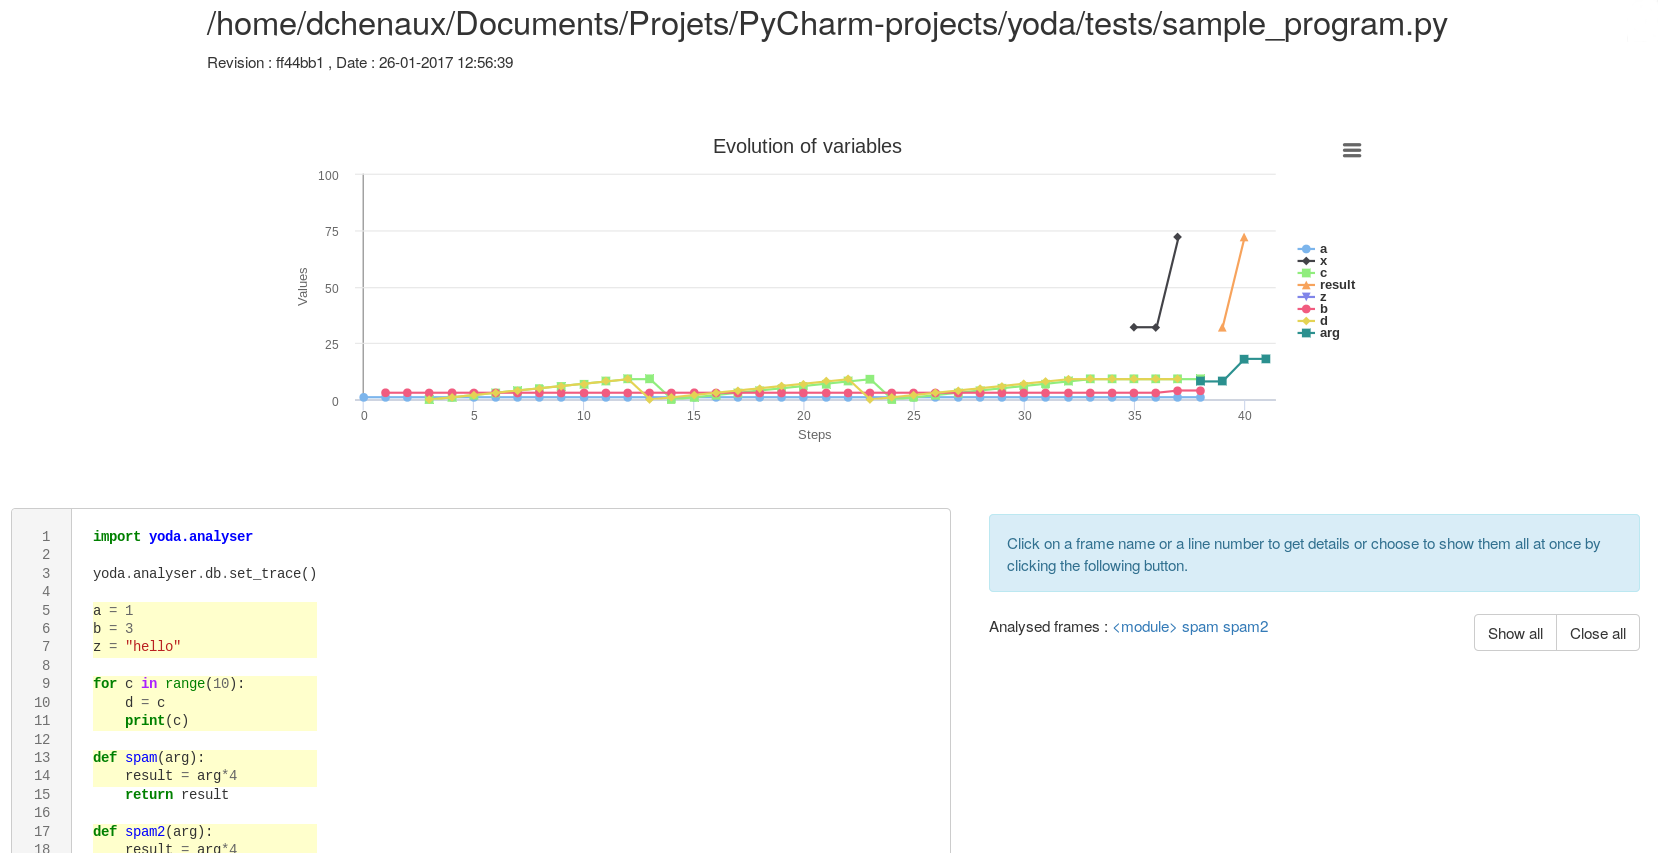 /home/dchenaux/Documents/Projets/PyCharm-projects/yoda/tests/sample_program.py
Revision : ff44bb1 , Date : 26-01-2017 12:56:39
Evolution of variables
Values
100
75
50
25
0
0 5 10 15 20 25 30 35 40
Steps
a
x
c
result
z
b
d
arg
1 import yoda.analyser
2
3 yoda.analyser.db.set_trace()
4
5 a = 1
6 b = 3
7 z = "hello"
8
9 for c in range(10):
10     d = c
11     print(c)
12
13 def spam(arg):
14     result = arg*4
15     return result
16
17 def spam2(arg):
18     result = arg*4
Click on a frame name or a line number to get details or choose to show them all at once by
clicking the following button.
Analysed frames : <module> spam spam2
Show all Close all